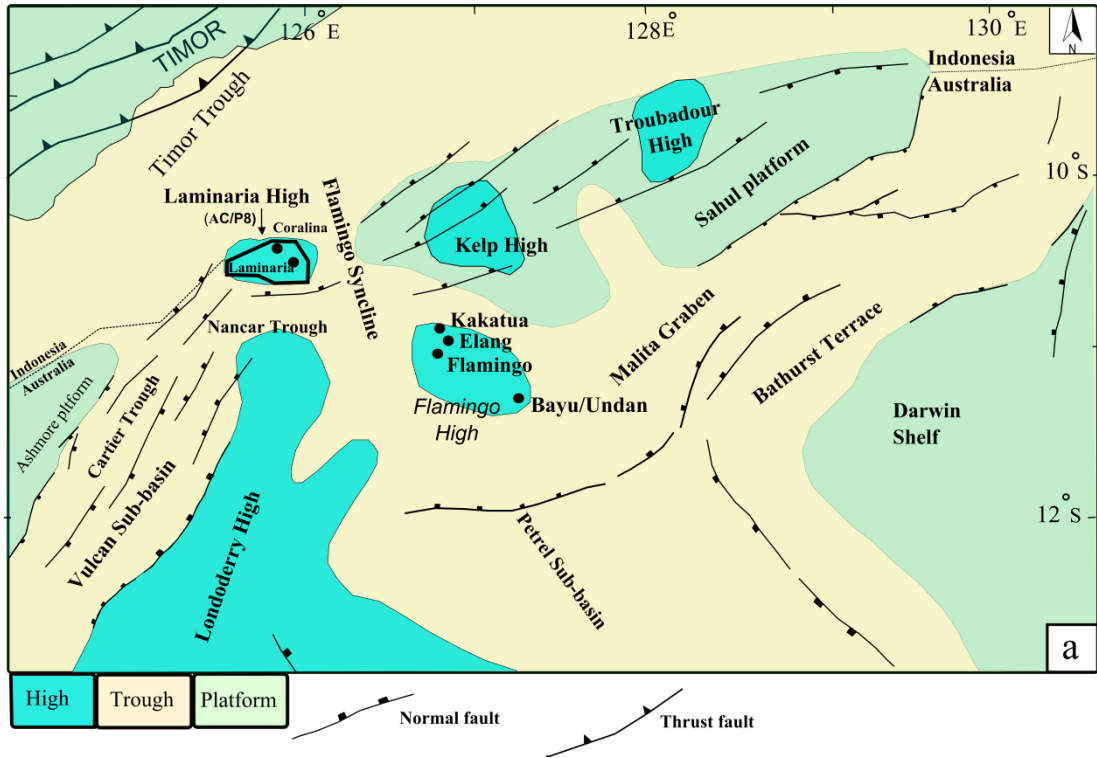 126°E
128°E
130°E
N
TIMOR
Timor Trough
Indonesia
Australia
Troubadour
High
10°S
Sahul platform
Laminaria High
(AC/P8)
Coralina
Laminaria
Flamingo Syncline
Kelp High
Nancar Trough
Kakatua
Elang
Flamingo
Bayu/Undan
Flamingo
High
Malita Graben
Bathurst Terrace
Indonesia
Australia
Ashmore pltform
Cartier Trough
Vulcan Sub-basin
Londoderry High
Petrel Sub-basin
Darwin
Shelf
12°S
a
High
Trough
Platform
Normal fault
Thrust fault